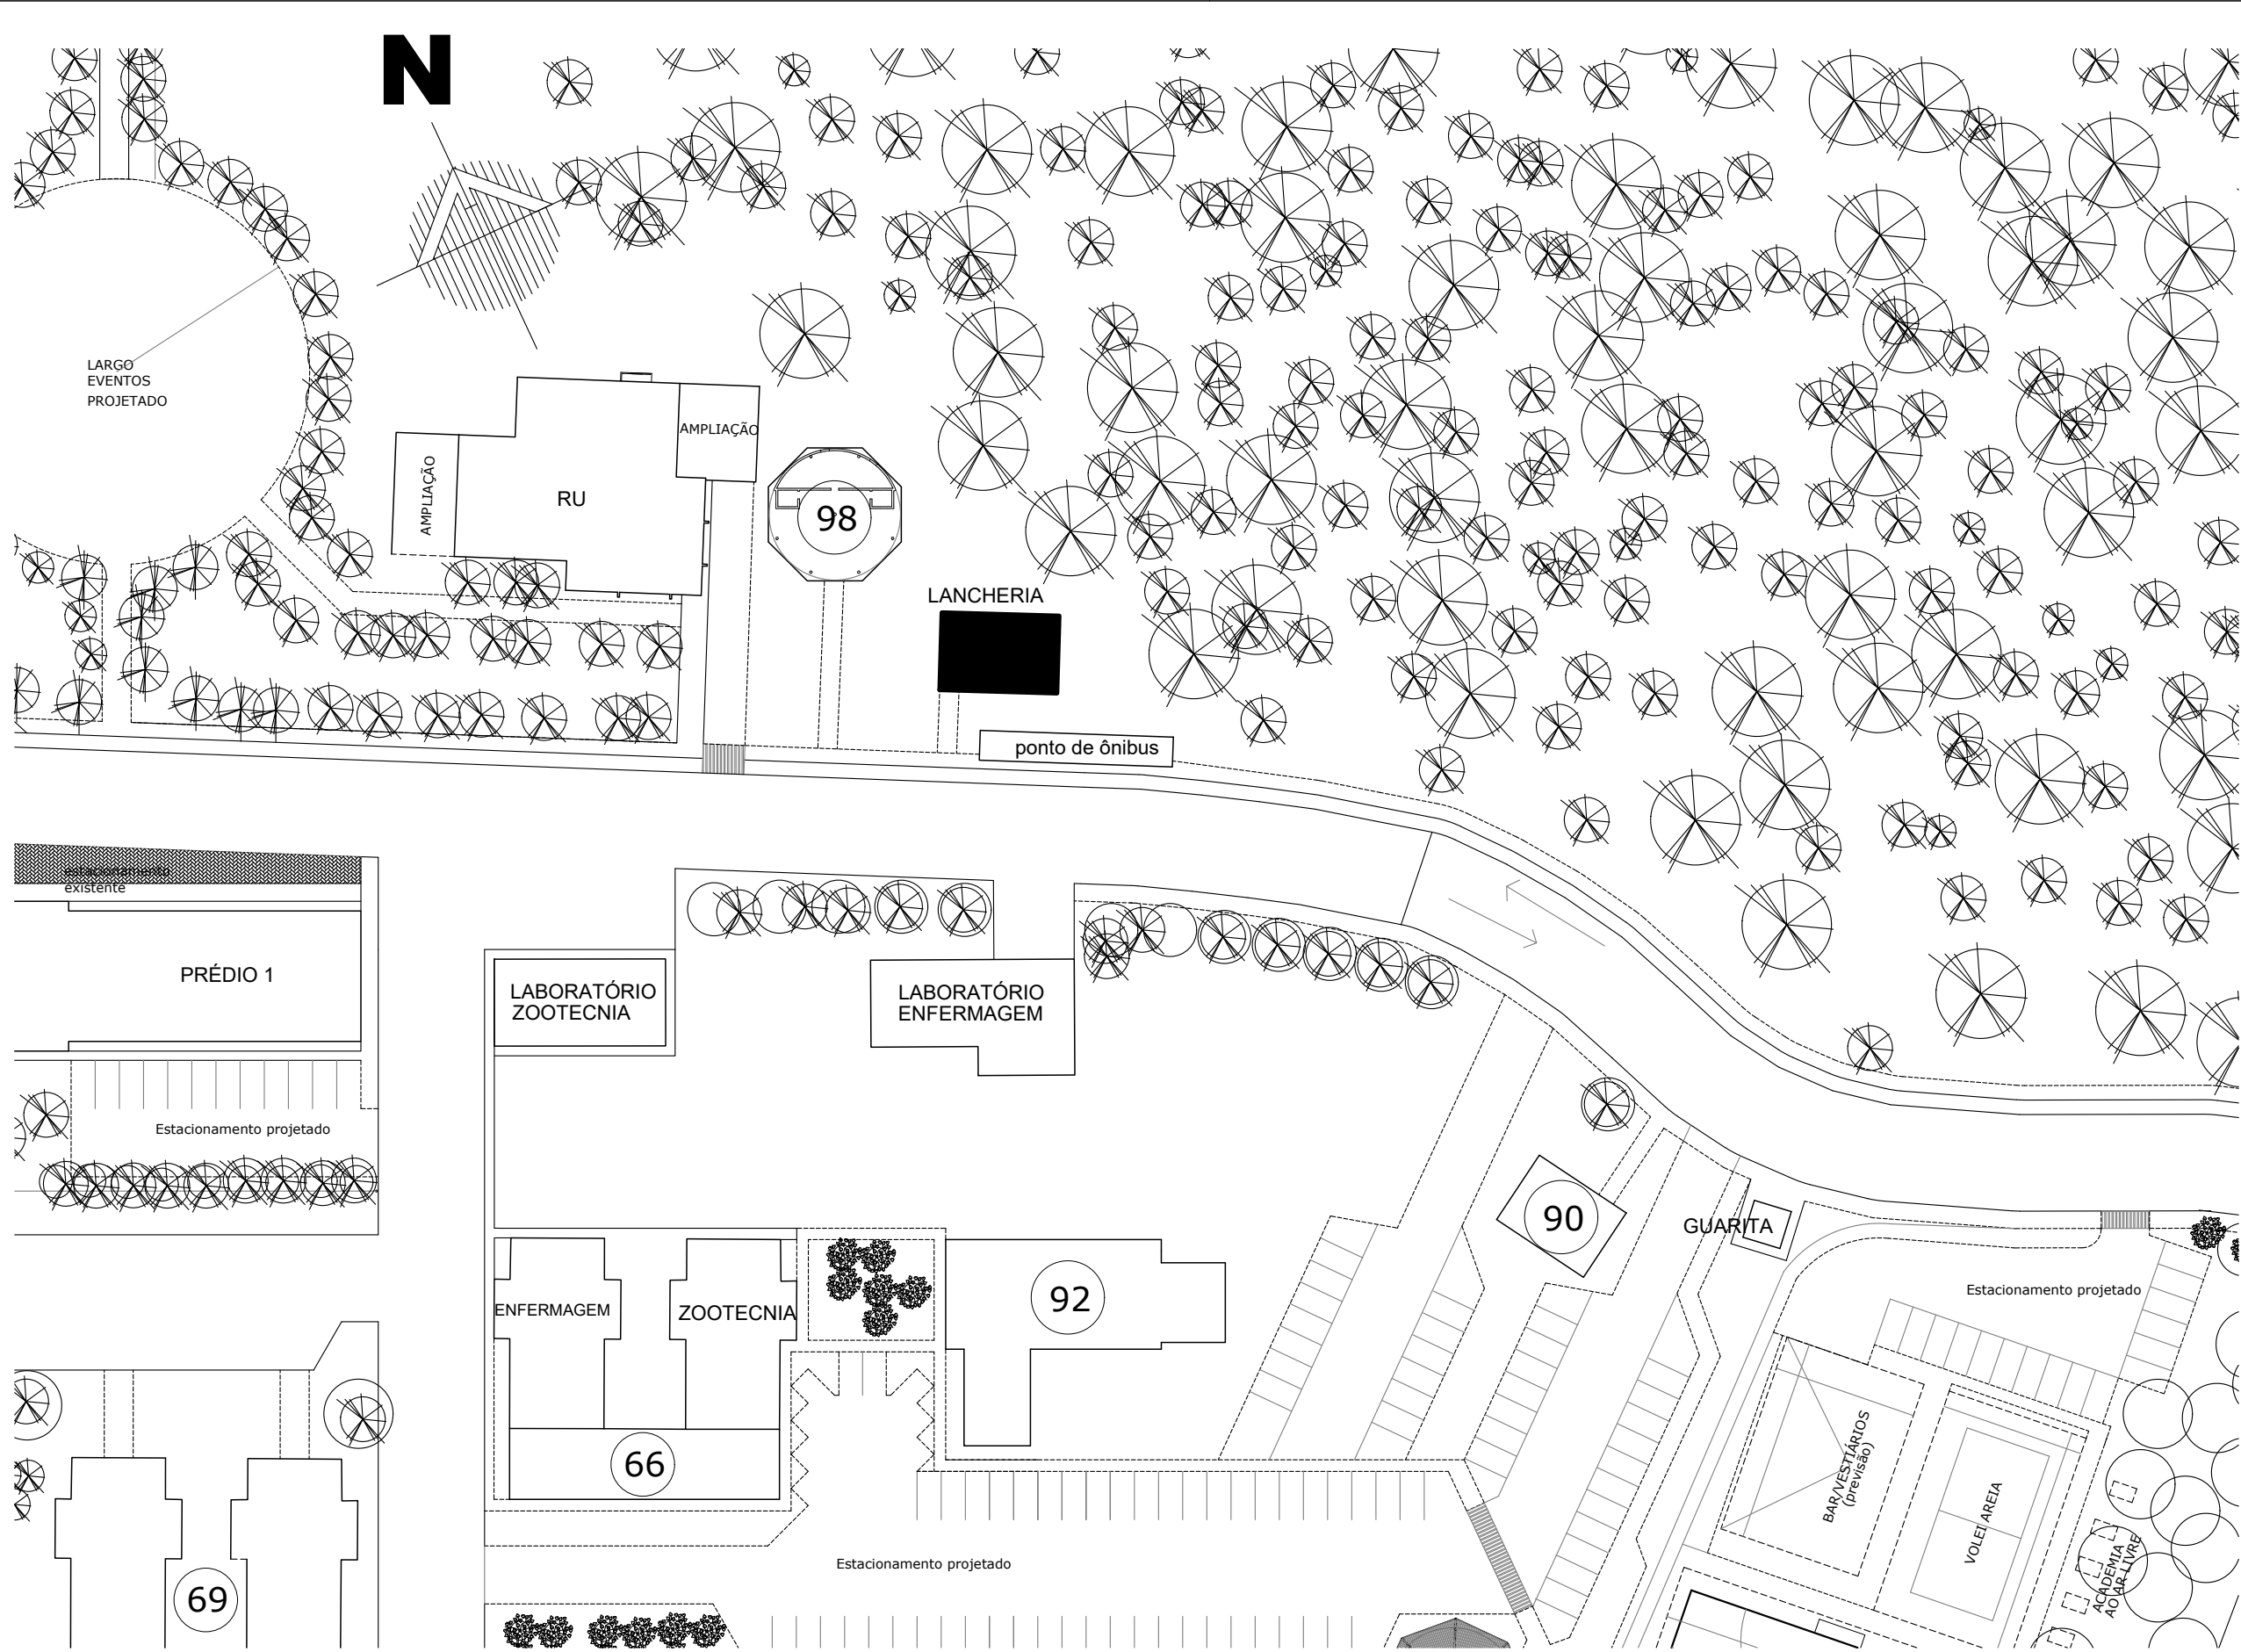 N
LARGO
EVENTOS
PROJETADO
AMPLIAÇÃO
AMPLIAÇÃO
RU
98
LANCHERIA
ponto de ônibus
estacionamento
existente
PRÉDIO 1
LABORATÓRIO
ZOOTECNIA
LABORATÓRIO
ENFERMAGEM
Estacionamento projetado
90
GUARITA
Estacionamento projetado
ENFERMAGEM
ZOOTECNIA
92
66
BAR/VESTIÁRIOS
(previsão)
VOLEI AREIA
ACADEMIA
AO AR LIVRE
Estacionamento projetado
69